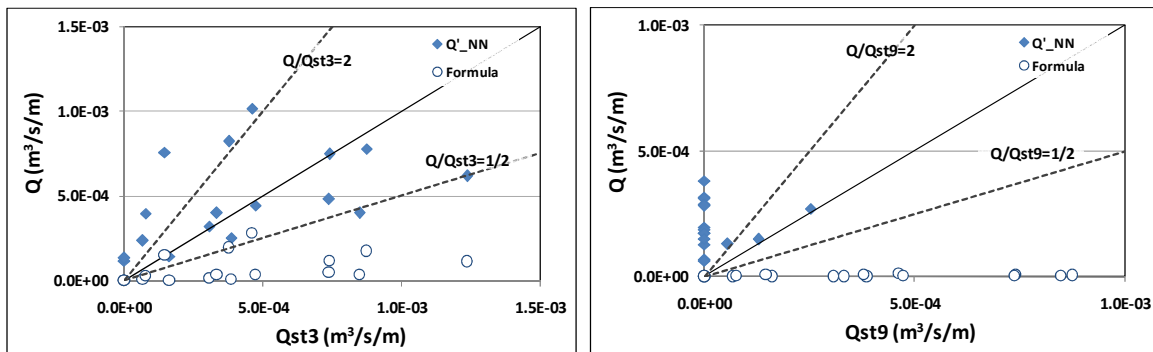 1.5E-03
1.0E-03
5.0E-04
0.0E+00
Q (m³/s/m)
Q/Qst3=2
Q'_NN
Formula
Q/Qst3=1/2
0.0E+00 5.0E-04 1.0E-03 1.5E-03
Qst3 (m³/s/m)
1.0E-03
5.0E-04
0.0E+00
Q (m³/s/m)
Q/Qst9=2
Q'_NN
Formula
Q/Qst9=1/2
0.0E+00 5.0E-04 1.0E-03
Qst9 (m³/s/m)